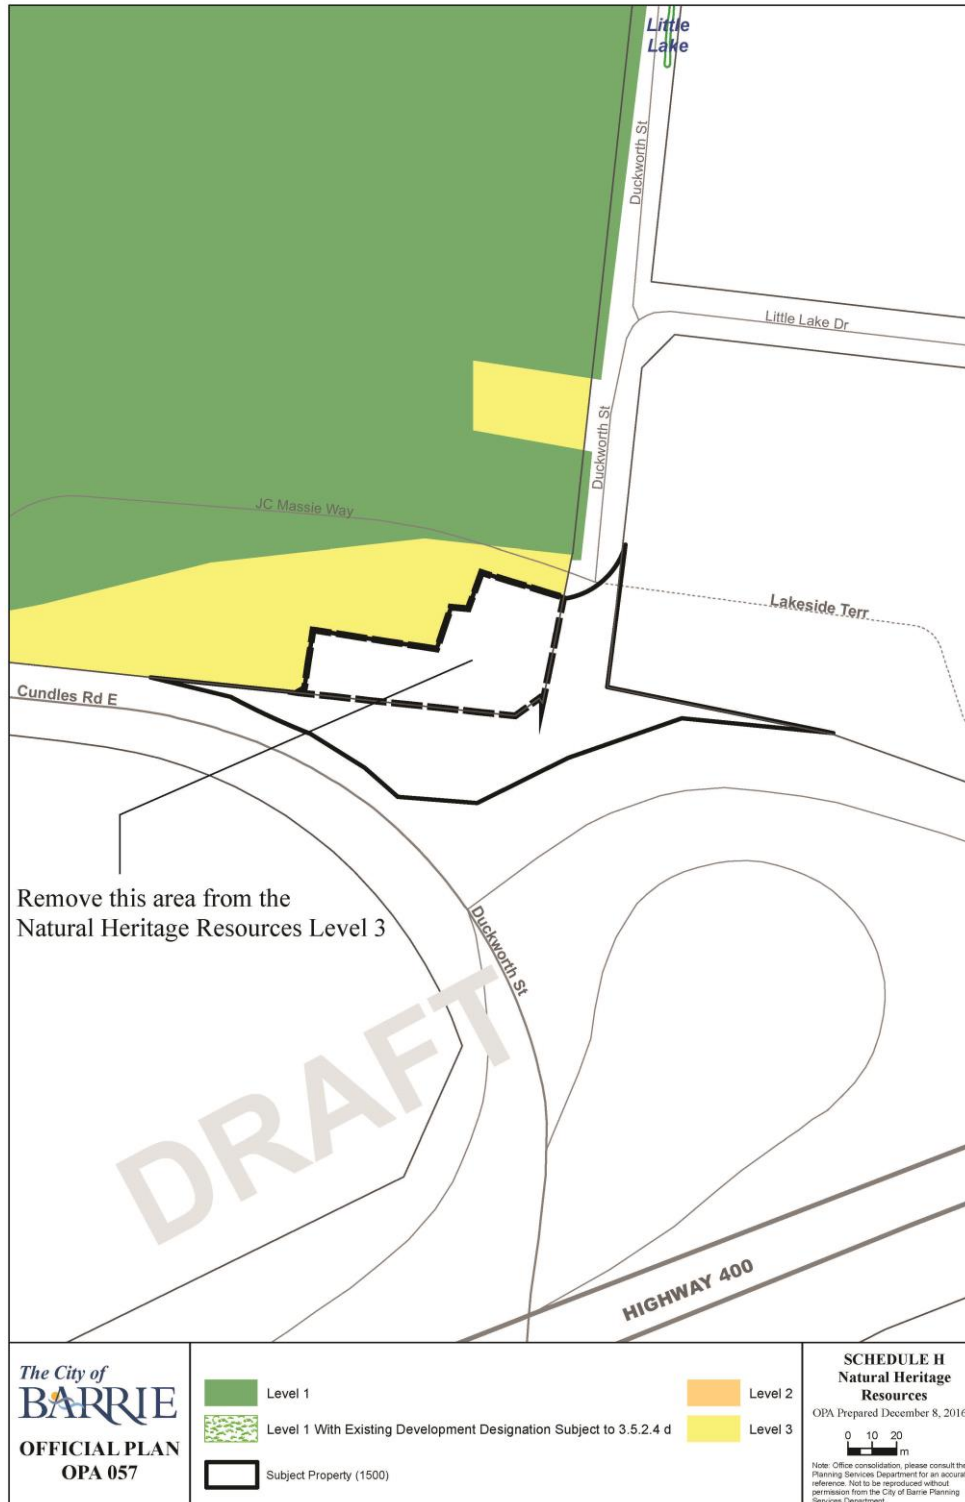 Little
Lake
Duckworth St
Little Lake Dr
Duckworth St
JC Massie Way
Lakeside Terr
Cundles Rd E
Remove this area from the
Natural Heritage Resources Level 3
Duckworth St
DRAFT
HIGHWAY 400
The City of
BARRIE
OFFICIAL PLAN
OPA 057
Level 1
Level 1 With Existing Development Designation Subject to 3.5.2.4 d
Subject Property (1500)
Level 2
Level 3
SCHEDULE H
Natural Heritage
Resources
OPA Prepared December 8, 2016
0 10 20
m
Note: Office consolidation, please consult the
Planning Services Department for an accurate
reference. Not to be reproduced without
permission from the City of Barrie Planning
Services Department